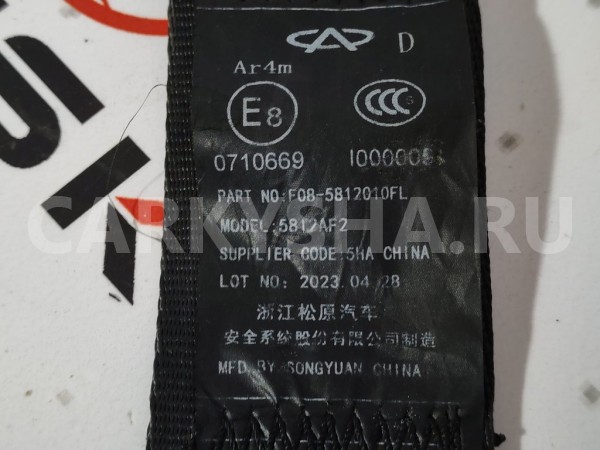 D
Ar4m
E8
CCC S
0710669
PART NO:F08-5812010FL
MODEL:5812AF2
SUPPLIER CODE:5HA CHINA
LOT NO: 2023.04.28
浙江松原汽车
安全系统股份有限公司制造
MFD BY SONGYUAN CHINA
CARKYSHA.RU